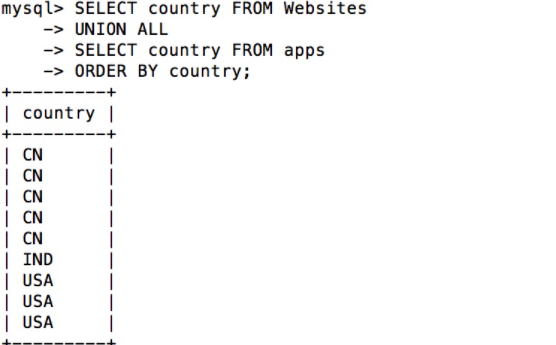 mysql> SELECT country FROM Websites
    -> UNION ALL
    -> SELECT country FROM apps
    -> ORDER BY country;
+---------+
| country |
+---------+
| CN      |
| CN      |
| CN      |
| CN      |
| CN      |
| IND     |
| USA     |
| USA     |
| USA     |
+---------+